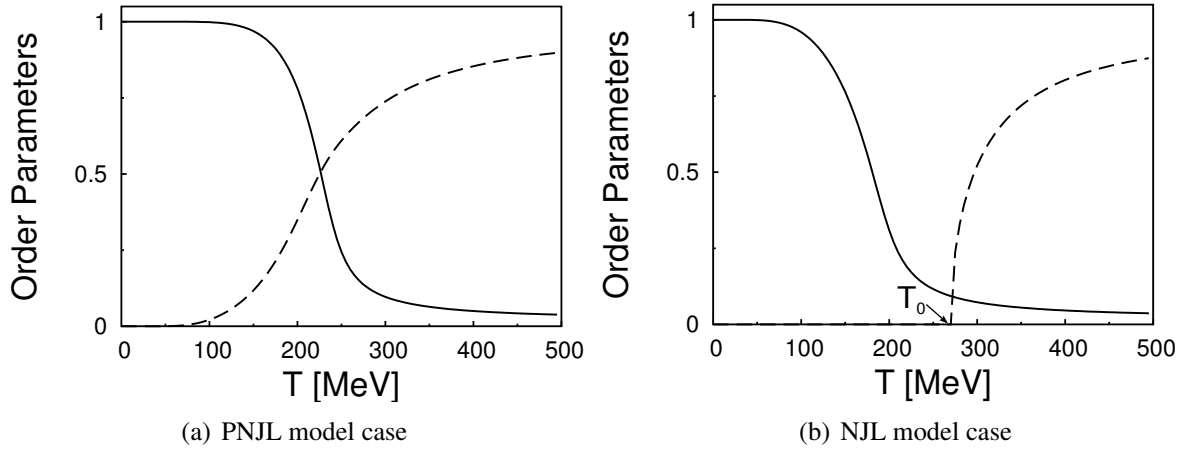 Order Parameters
1
0.5
0
0 100 200 300 400 500
T [MeV]
(a) PNJL model case
Order Parameters
1
0.5
0
T₀
0 100 200 300 400 500
T [MeV]
(b) NJL model case